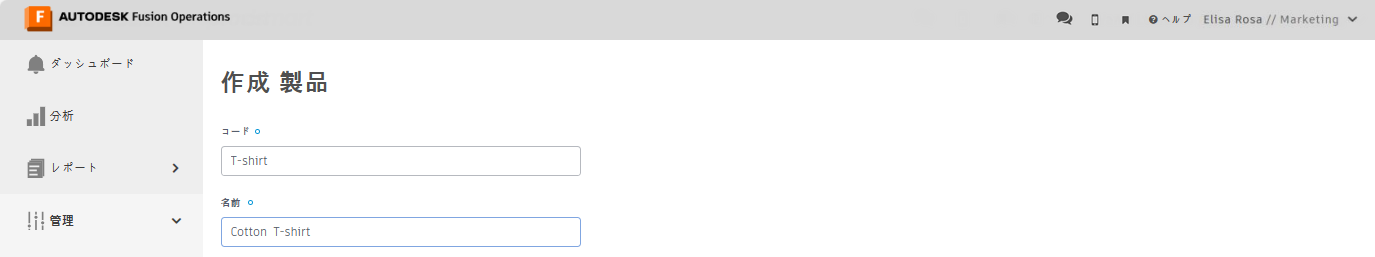 F AUTODESK Fusion Operations
ヘルプ Elisa Rosa // Marketing
ダッシュボード
分析
レポート
管理
作成 製品
コード
T-shirt
名前
Cotton T-shirt